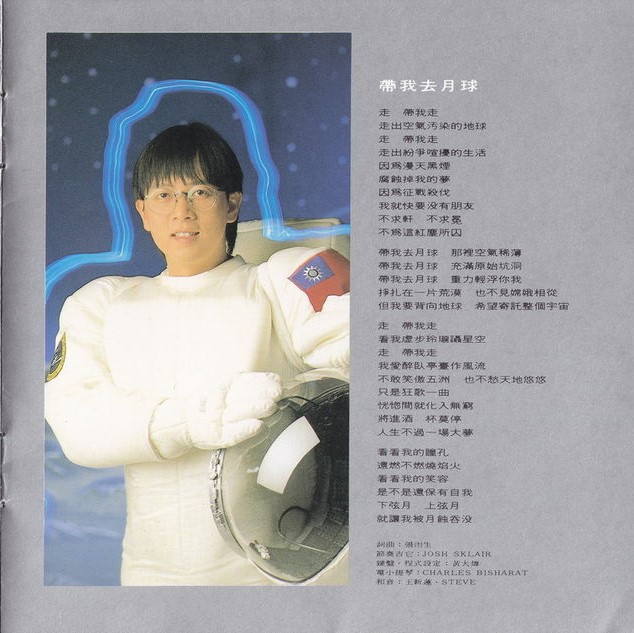 帶我去月球
走　帶我走
走出空氣汚染的地球
走　帶我走
走出紛爭喧擾的生活
因爲漫天黑煙
腐蝕掉我的夢
因爲征戰殺伐
我就快要没有朋友
不求軒　不求冕
不爲這紅塵所囚
帶我去月球　那裡空氣稀薄
帶我去月球　充滿原始坑洞
帶我去月球　重力輕浮你我
掙扎在一片荒漠　也不見嫦娥相從
但我要背向地球　希望寄託整個宇宙
走　帶我走
看我虛步玲瓏躡星空
走　帶我走
我愛醉臥亭臺作風流
不敢笑傲五洲　也不愁天地悠悠
只是狂歌一曲
恍惚間就化入無窮
將進酒　杯莫停
人生不過一場大夢
看看我的瞳孔
還燃不燃燒焰火
看看我的笑容
是不是還保有自我
下弦月　上弦月
就讓我被月蝕吞没
詞曲：張雨生
節奏吉它：JOSH SKLAIR
鍵盤，程式設定：黃大煒
電小提琴：CHARLES BISHARAT
和音：王新蓮、STEVE